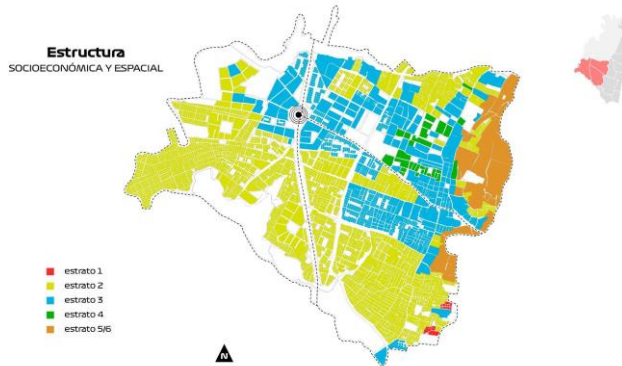 Estructura
SOCIOECONÓMICA Y ESPACIAL
estrato 1
estrato 2
estrato 3
estrato 4
estrato 5/6
N